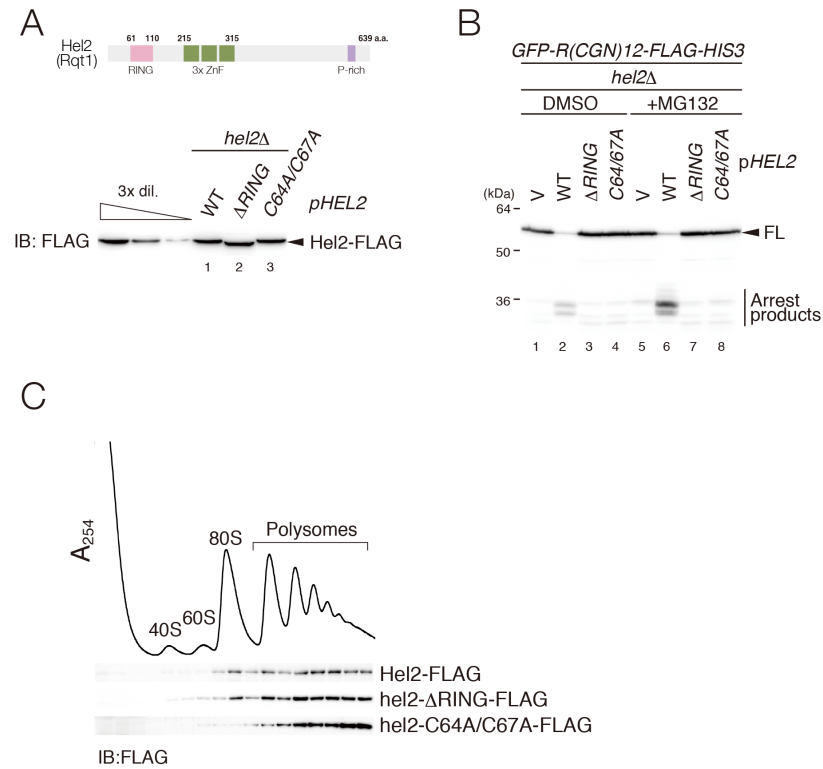 A
61 110 215 315 639 a.a.
Hel2
(Rqt1)
RING 3x ZnF P-rich
hel2Δ
3x dil.
WT ΔRING C64A/C67A pHEL2
IB: FLAG Hel2-FLAG
1 2 3
B
GFP-R(CGN)12-FLAG-HIS3
hel2Δ
DMSO +MG132
V WT ΔRING C64/67A V WT ΔRING C64/67A pHEL2
(kDa)
64
FL
50
36
Arrest
products
1 2 3 4 5 6 7 8
C
A254
40S 60S 80S Polysomes
Hel2-FLAG
hel2-ΔRING-FLAG
hel2-C64A/C67A-FLAG
IB:FLAG